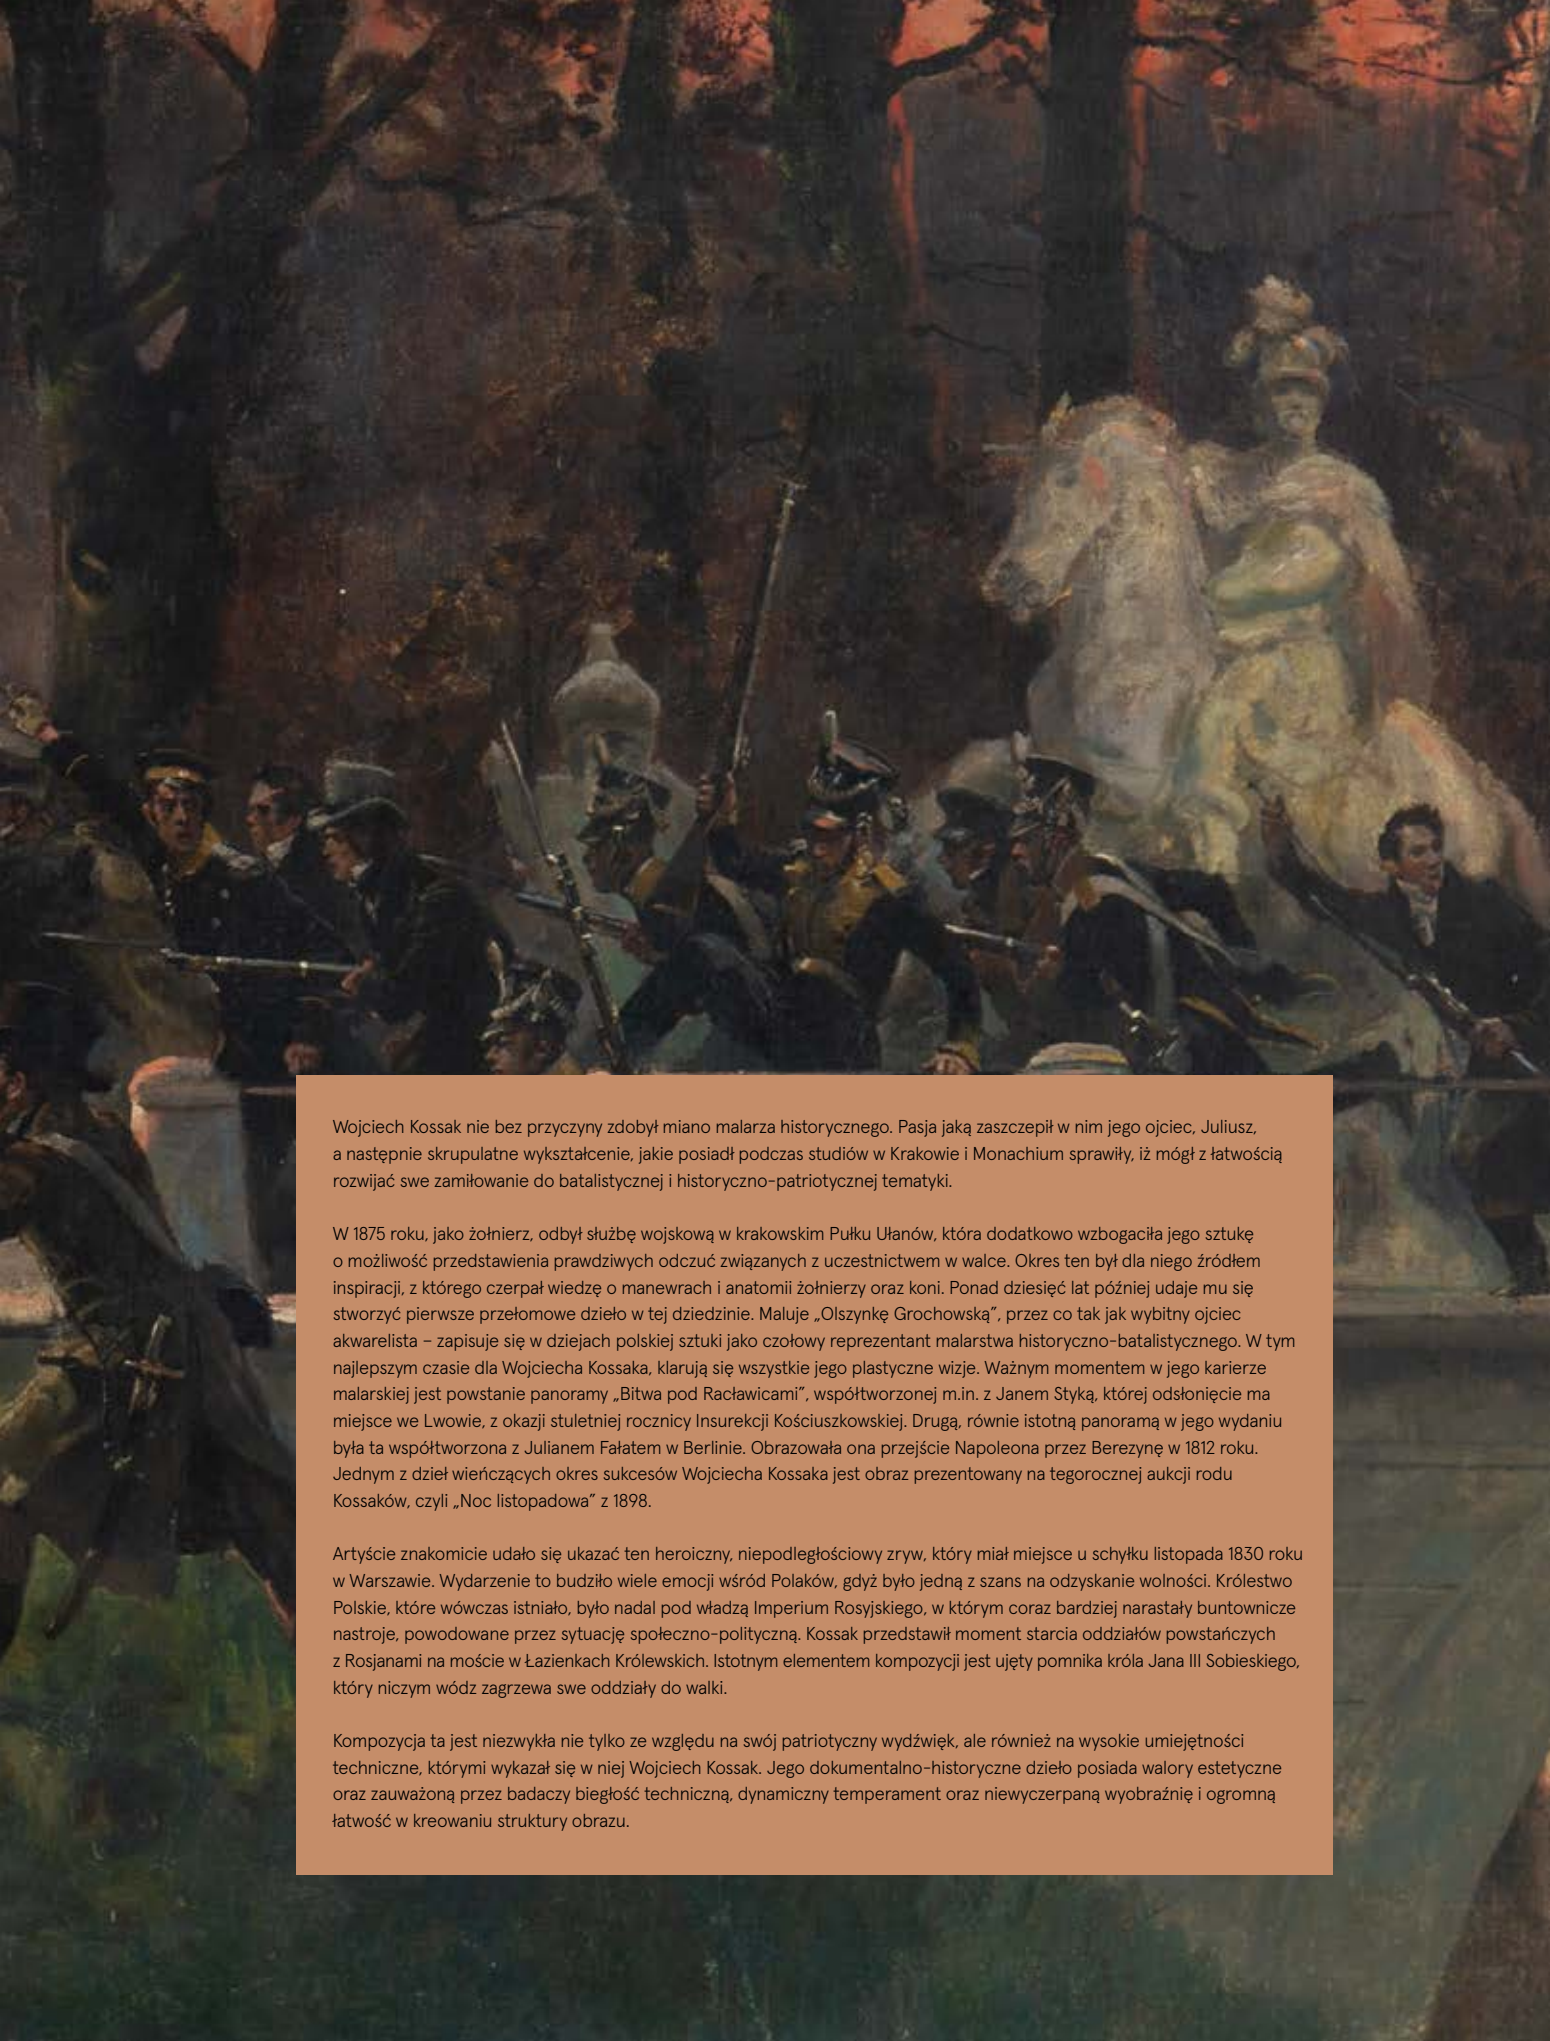 Wojciech Kossak nie bez przyczyny zdobył miano malarza historycznego. Pasja jaką zaszczepił w nim jego ojciec, Juliusz,
a następnie skrupulatne wykształcenie, jakie posiadł podczas studiów w Krakowie i Monachium sprawiły, iż mógł z łatwością
rozwijać swe zamiłowanie do batalistycznej i historyczno-patriotycznej tematyki.
W 1875 roku, jako żołnierz, odbył służbę wojskową w krakowskim Pułku Ułanów, która dodatkowo wzbogaciła jego sztukę
o możliwość przedstawienia prawdziwych odczuć związanych z uczestnictwem w walce. Okres ten był dla niego źródłem
inspiracji, z którego czerpał wiedzę o manewrach i anatomii żołnierzy oraz koni. Ponad dziesięć lat później udaje mu się
stworzyć pierwsze przełomowe dzieło w tej dziedzinie. Maluje „Olszynkę Grochowską”, przez co tak jak wybitny ojciec
akwarelista – zapisuje się w dziejach polskiej sztuki jako czołowy reprezentant malarstwa historyczno-batalistycznego. W tym
najlepszym czasie dla Wojciecha Kossaka, klarują się wszystkie jego plastyczne wizje. Ważnym momentem w jego karierze
malarskiej jest powstanie panoramy „Bitwa pod Racławicami”, współtworzonej m.in. z Janem Styką, której odsłonięcie ma
miejsce we Lwowie, z okazji stuletniej rocznicy Insurekcji Kościuszkowskiej. Drugą, równie istotną panoramą w jego wydaniu
była ta współtworzona z Julianem Fałatem w Berlinie. Obrazowała ona przejście Napoleona przez Berezynę w 1812 roku.
Jednym z dzieł wieńczących okres sukcesów Wojciecha Kossaka jest obraz prezentowany na tegorocznej aukcji rodu
Kossaków, czyli „Noc listopadowa” z 1898.
Artyście znakomicie udało się ukazać ten heroiczny, niepodległościowy zryw, który miał miejsce u schyłku listopada 1830 roku
w Warszawie. Wydarzenie to budziło wiele emocji wśród Polaków, gdyż było jedną z szans na odzyskanie wolności. Królestwo
Polskie, które wówczas istniało, było nadal pod władzą Imperium Rosyjskiego, w którym coraz bardziej narastały buntownicze
nastroje, powodowane przez sytuację społeczno-polityczną. Kossak przedstawił moment starcia oddziałów powstańczych
z Rosjanami na moście w Łazienkach Królewskich. Istotnym elementem kompozycji jest ujęty pomnika króla Jana III Sobieskiego,
który niczym wódz zagrzewa swe oddziały do walki.
Kompozycja ta jest niezwykła nie tylko ze względu na swój patriotyczny wydźwięk, ale również na wysokie umiejętności
techniczne, którymi wykazał się w niej Wojciech Kossak. Jego dokumentalno-historyczne dzieło posiada walory estetyczne
oraz zauważoną przez badaczy biegłość techniczną, dynamiczny temperament oraz niewyczerpaną wyobraźnię i ogromną
łatwość w kreowaniu struktury obrazu.